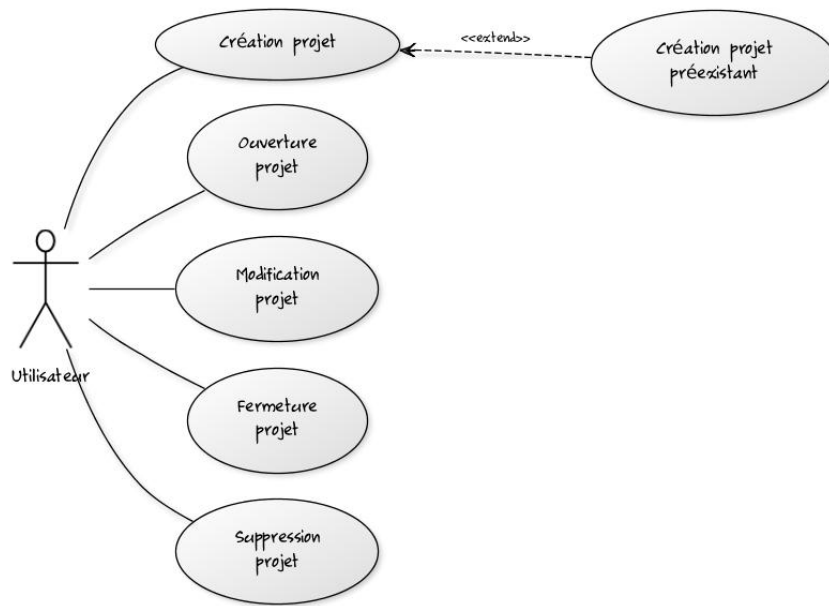 Création projet
<<extend>>
Création projet
préexistant
Ouverture
projet
Modification
projet
Utilisateur
Fermeture
projet
Suppression
projet